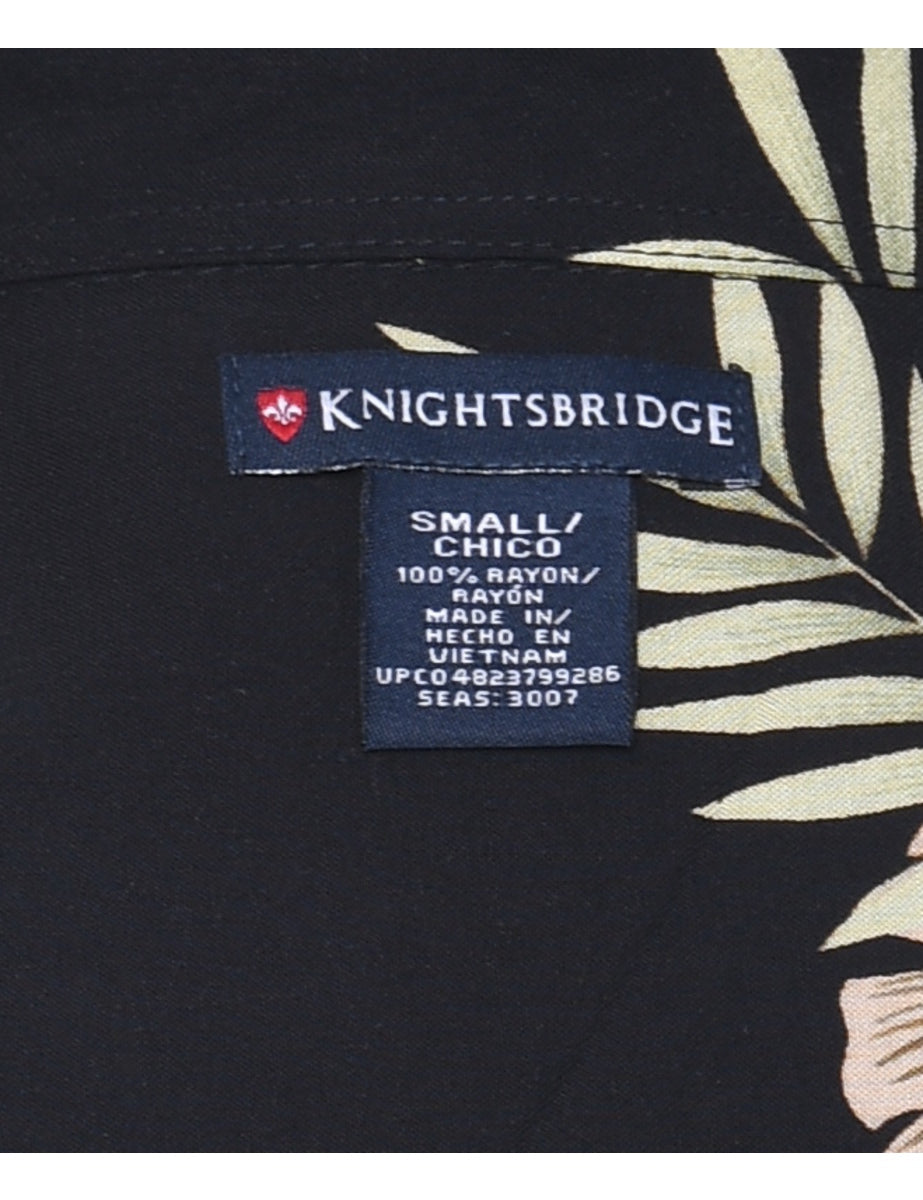 KNIGHTSBRIDGE
SMALL/
CHICO
100% RAYON/
RAYÓN
MADE IN/
HECHO EN
VIETNAM
UPC04823799286
SEAS: 3007